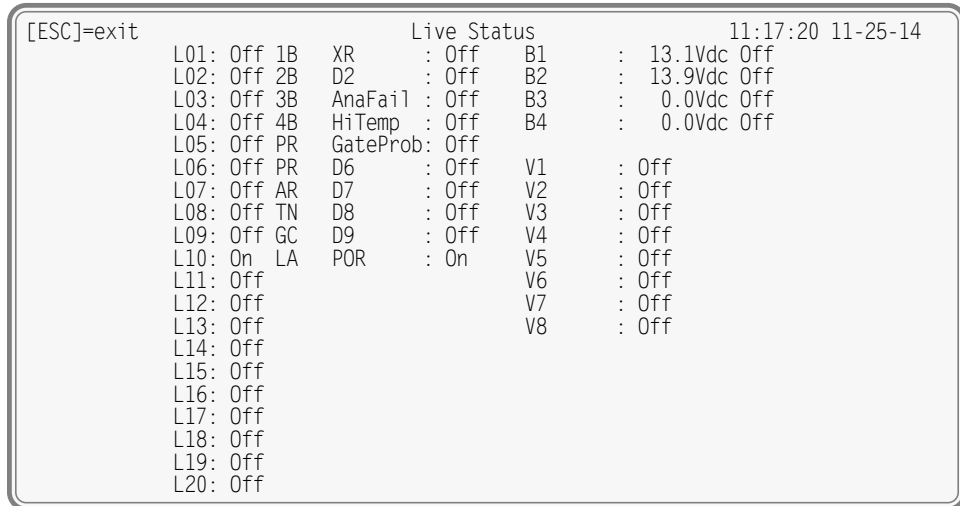 [ESC]=exit Live Status 11:17:20 11-25-14
L01: Off 1B XR : Off B1 : 13.1Vdc Off
L02: Off 2B D2 : Off B2 : 13.9Vdc Off
L03: Off 3B AnaFail : Off B3 : 0.0Vdc Off
L04: Off 4B HiTemp : Off B4 : 0.0Vdc Off
L05: Off PR GateProb: Off
L06: Off PR D6 : Off V1 : Off
L07: Off AR D7 : Off V2 : Off
L08: Off TN D8 : Off V3 : Off
L09: Off GC D9 : Off V4 : Off
L10: On LA POR : On V5 : Off
L11: Off V6 : Off
L12: Off V7 : Off
L13: Off V8 : Off
L14: Off
L15: Off
L16: Off
L17: Off
L18: Off
L19: Off
L20: Off